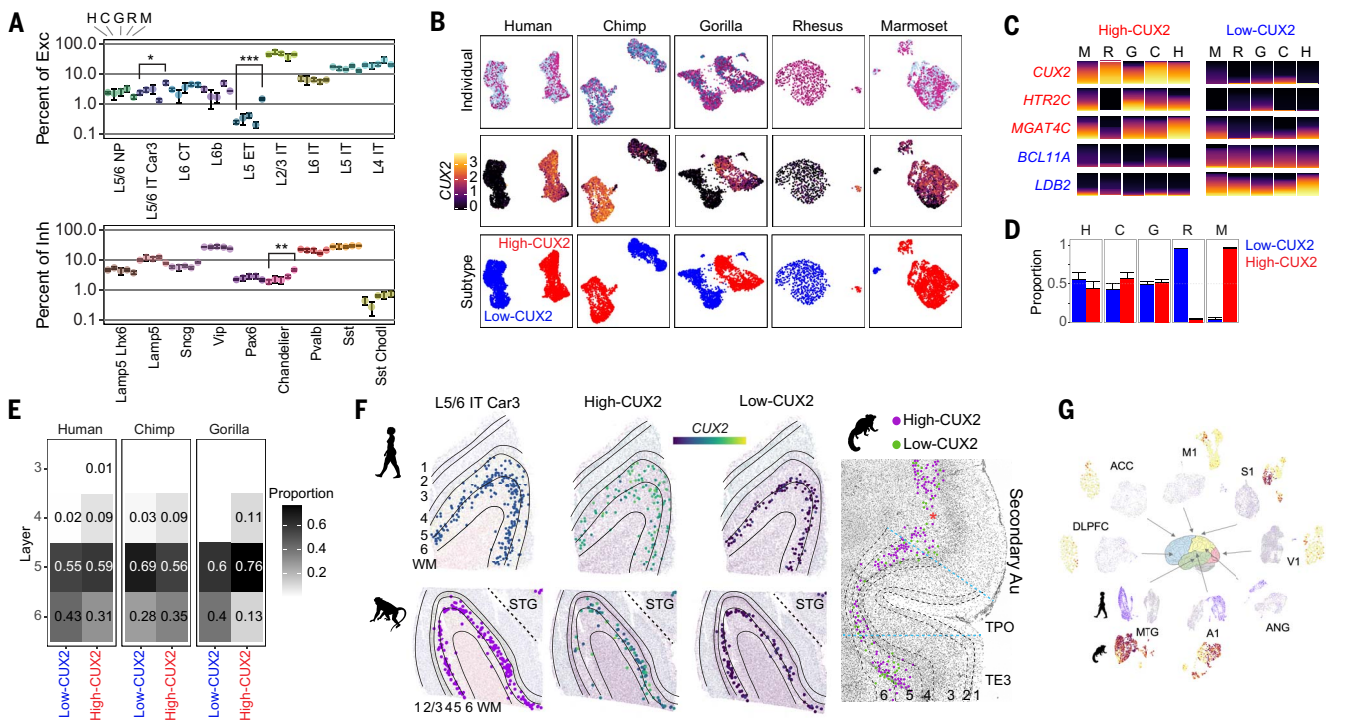 A
H C G R M
Percent of Exc
100.0
10.0
1.0
0.1
L5/6 NP
L5/6 IT Car3
L6 CT
L6b
L5 ET
L2/3 IT
L6 IT
L5 IT
L4 IT
*
***
Percent of Inh
100.0
10.0
1.0
0.1
**
Lamp5 Lhx6
Lamp5
Sncg
Vip
Pax6
Chandelier
Pvalb
Sst
Sst Chodl
B
Human Chimp Gorilla Rhesus Marmoset
Individual
CUX2
3
2
1
0
Subtype
High-CUX2
Low-CUX2
C
High-CUX2 Low-CUX2
M R G C H M R G C H
CUX2
HTR2C
MGAT4C
BCL11A
LDB2
D
H C G R M
Proportion
1
0.5
0
Low-CUX2
High-CUX2
E
Human Chimp Gorilla
Layer
3 0.01
4 0.02 0.09 0.03 0.09 0.11
5 0.55 0.59 0.69 0.56 0.6 0.76
6 0.43 0.31 0.28 0.35 0.4 0.13
Low-CUX2 High-CUX2 Low-CUX2 High-CUX2 Low-CUX2 High-CUX2
Proportion
0.6
0.4
0.2
F
L5/6 IT Car3 High-CUX2 Low-CUX2
CUX2
1
2
3
4
5
6
WM
STG STG STG
1 2/3 4 5 6 WM
High-CUX2
Low-CUX2
*
Secondary Au
TPO
TE3
6 5 4 3 2 1
G
M1
ACC
S1
DLPFC
V1
MTG
A1
ANG